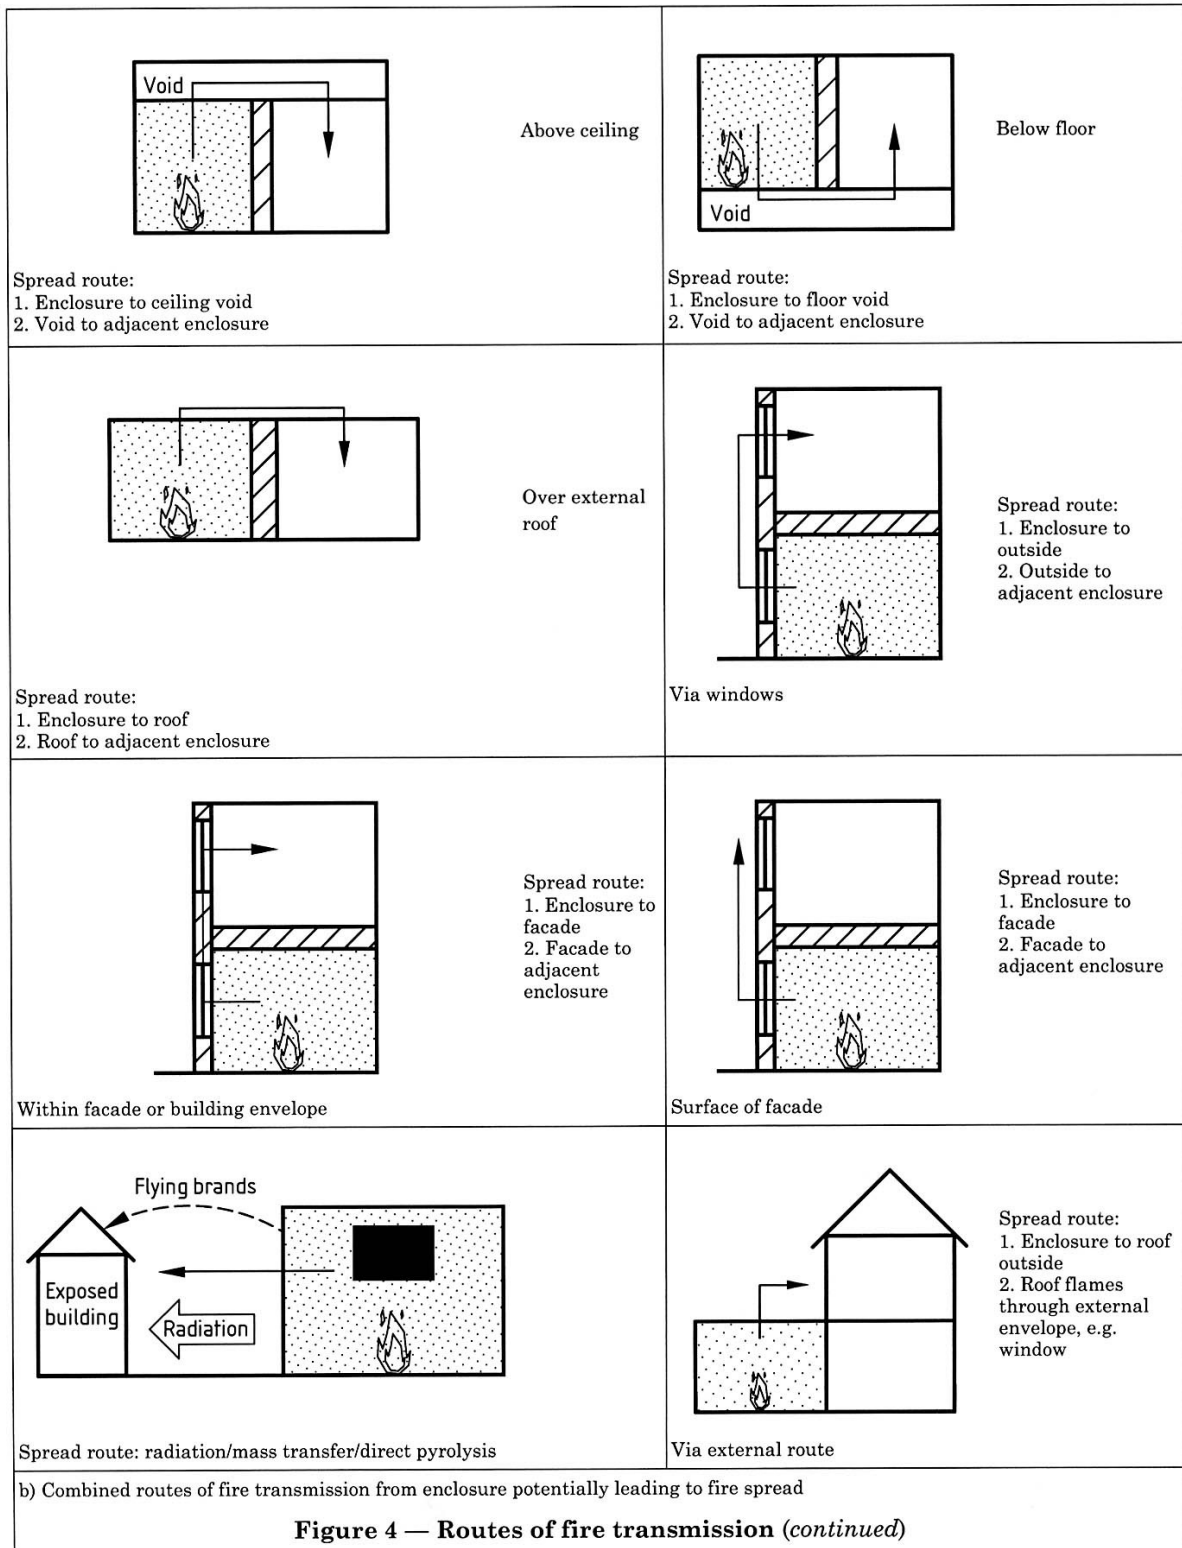 Void
Above ceiling
Spread route:
1. Enclosure to ceiling void
2. Void to adjacent enclosure
Void
Below floor
Spread route:
1. Enclosure to floor void
2. Void to adjacent enclosure
Over external
roof
Spread route:
1. Enclosure to roof
2. Roof to adjacent enclosure
Spread route:
1. Enclosure to
outside
2. Outside to
adjacent enclosure
Via windows
Spread route:
1. Enclosure to
facade
2. Facade to
adjacent
enclosure
Within facade or building envelope
Spread route:
1. Enclosure to
facade
2. Facade to
adjacent enclosure
Surface of facade
Flying brands
Exposed
building
Radiation
Spread route: radiation/mass transfer/direct pyrolysis
Spread route:
1. Enclosure to roof
outside
2. Roof flames
through external
envelope, e.g.
window
Via external route
b) Combined routes of fire transmission from enclosure potentially leading to fire spread
Figure 4 — Routes of fire transmission (continued)